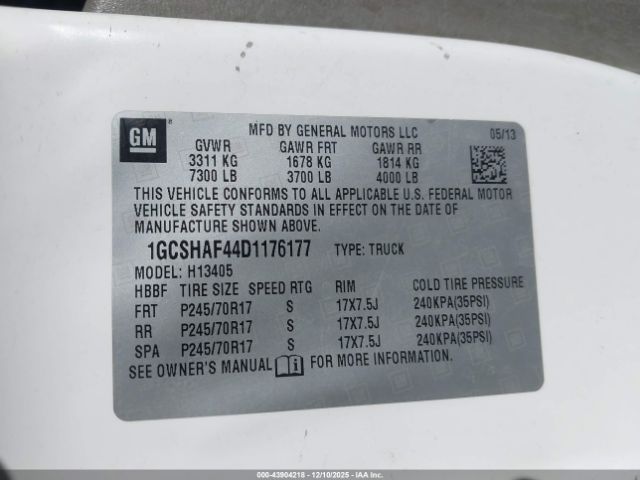 GM
®
MFD BY GENERAL MOTORS LLC 05/13
GVWR GAWR FRT GAWR RR
3311 KG 1678 KG 1814 KG
7300 LB 3700 LB 4000 LB
THIS VEHICLE CONFORMS TO ALL APPLICABLE U.S. FEDERAL MOTOR
VEHICLE SAFETY STANDARDS IN EFFECT ON THE DATE OF
MANUFACTURE SHOWN ABOVE.
1GCSHAF44D1176177 TYPE: TRUCK
MODEL: H13405
HBBF TIRE SIZE SPEED RTG RIM COLD TIRE PRESSURE
FRT P245/70R17 S 17X7.5J 240KPA(35PSI)
RR P245/70R17 S 17X7.5J 240KPA(35PSI)
SPA P245/70R17 S 17X7.5J 240KPA(35PSI)
SEE OWNER'S MANUAL i FOR MORE INFORMATION.
000-43904218 - 12/10/2025 - IAA Inc.